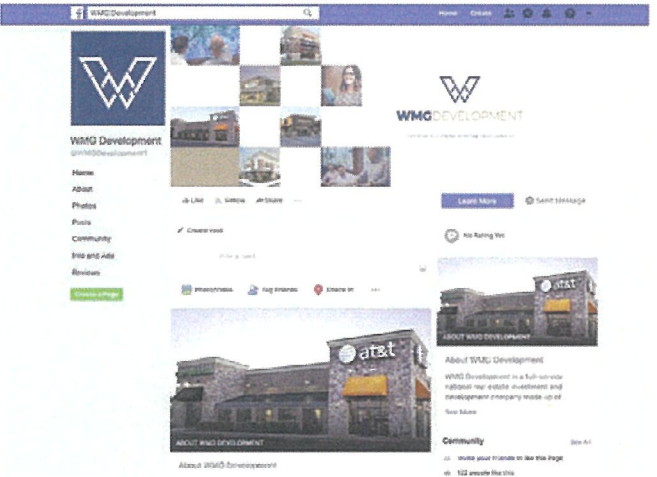 WMG Development
Home Create
WMG Development
@WMGDevelopment
Home
About
Photos
Posts
Community
Info and Ads
Reviews
Create a Page
WMGDEVELOPMENT
Like Share
Learn More
Send Message
Create Post
No Rating Yet
Photo/Video Tag Friends Check in
at&t
ABOUT WMG DEVELOPMENT
About WMG Development
WMG Development is a full-service
national real estate investment and
development company made up of
See More
at&t
ABOUT WMG DEVELOPMENT
About WMG Development
Community See All
Invite your friends to like this Page
122 people like this